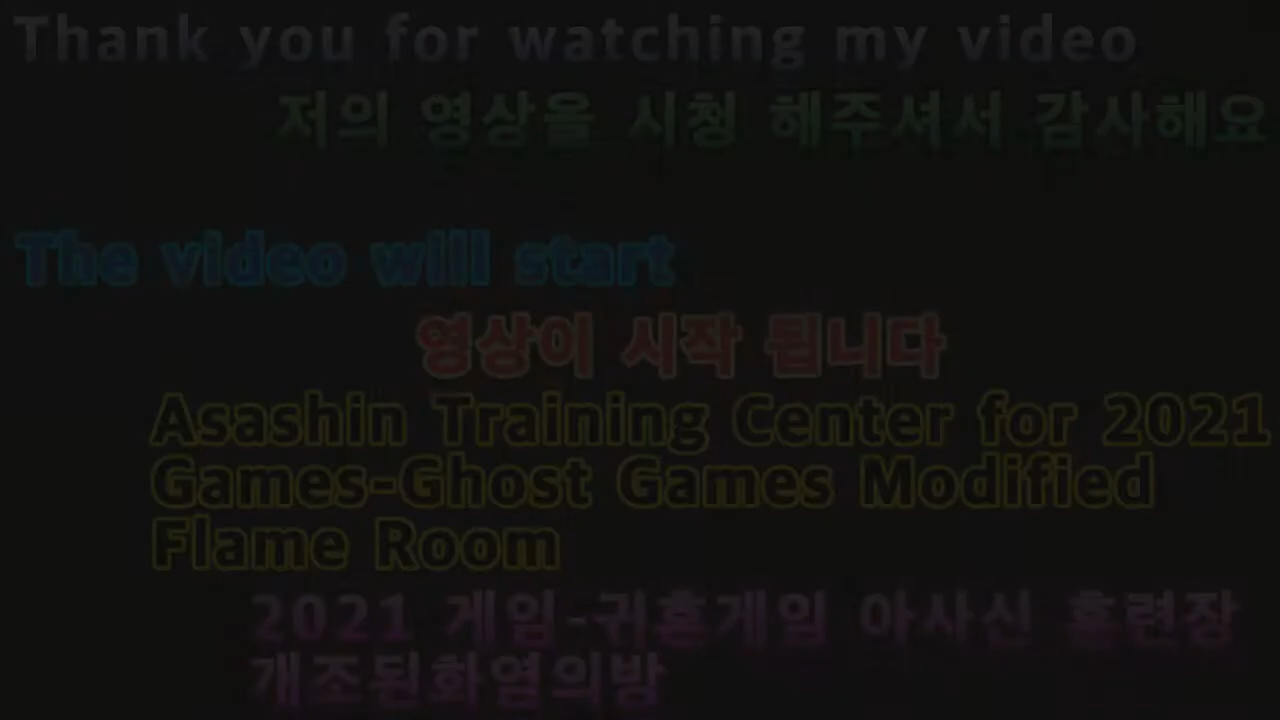 Thank you for watching my video
저의 영상을 시청 해주셔서 감사해요
The video will start
영상이 시작 됩니다
Asashin Training Center for 2021
Games-Ghost Games Modified
Flame Room
2021 게임-귀혼게임 아사신 훈련장
개조된화염의방